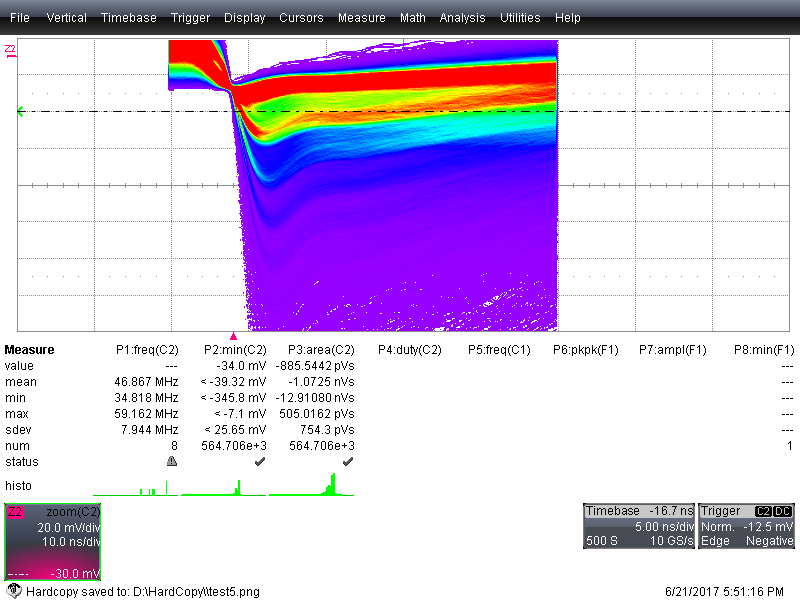 File Vertical Timebase Trigger Display Cursors Measure Math Analysis Utilities Help
Z2
Measure P1:freq(C2) P2:min(C2) P3:area(C2) P4:duty(C2) P5:freq(C1) P6:pkpk(F1) P7:ampl(F1) P8:min(F1)
value --- -34.0 mV -885.5442 pVs ---
mean 46.867 MHz < -39.32 mV -1.0725 nVs ---
min 34.818 MHz < -345.8 mV -12.91080 nVs ---
max 59.162 MHz < -7.1 mV 505.0162 pVs ---
sdev 7.944 MHz < 25.65 mV 754.3 pVs ---
num 8 564.706e+3 564.706e+3 1
status
histo
Z2 zoom(C2)
20.0 mV/div
10.0 ns/div
-30.0 mV
Timebase -16.7 ns
5.00 ns/div
500 S 10 GS/s
Trigger C2 DC
Norm. -12.5 mV
Edge Negative
Hardcopy saved to: D:\HardCopy\\test5.png 6/21/2017 5:51:16 PM